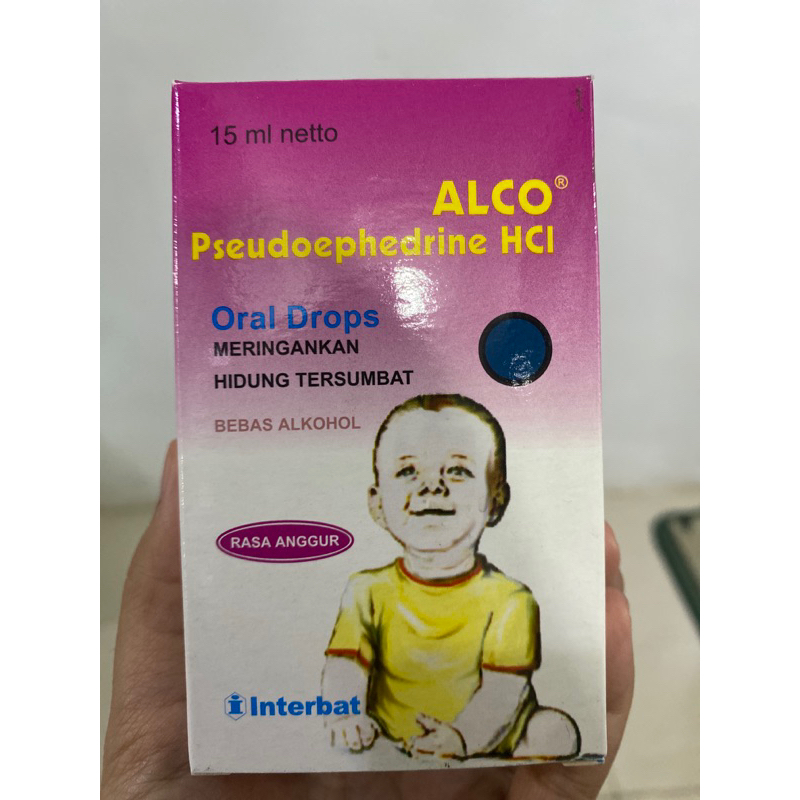 15 ml netto
ALCO®
Pseudoephedrine HCl
Oral Drops
MERINGANKAN
HIDUNG TERSUMBAT
BEBAS ALKOHOL
RASA ANGGUR
Interbat